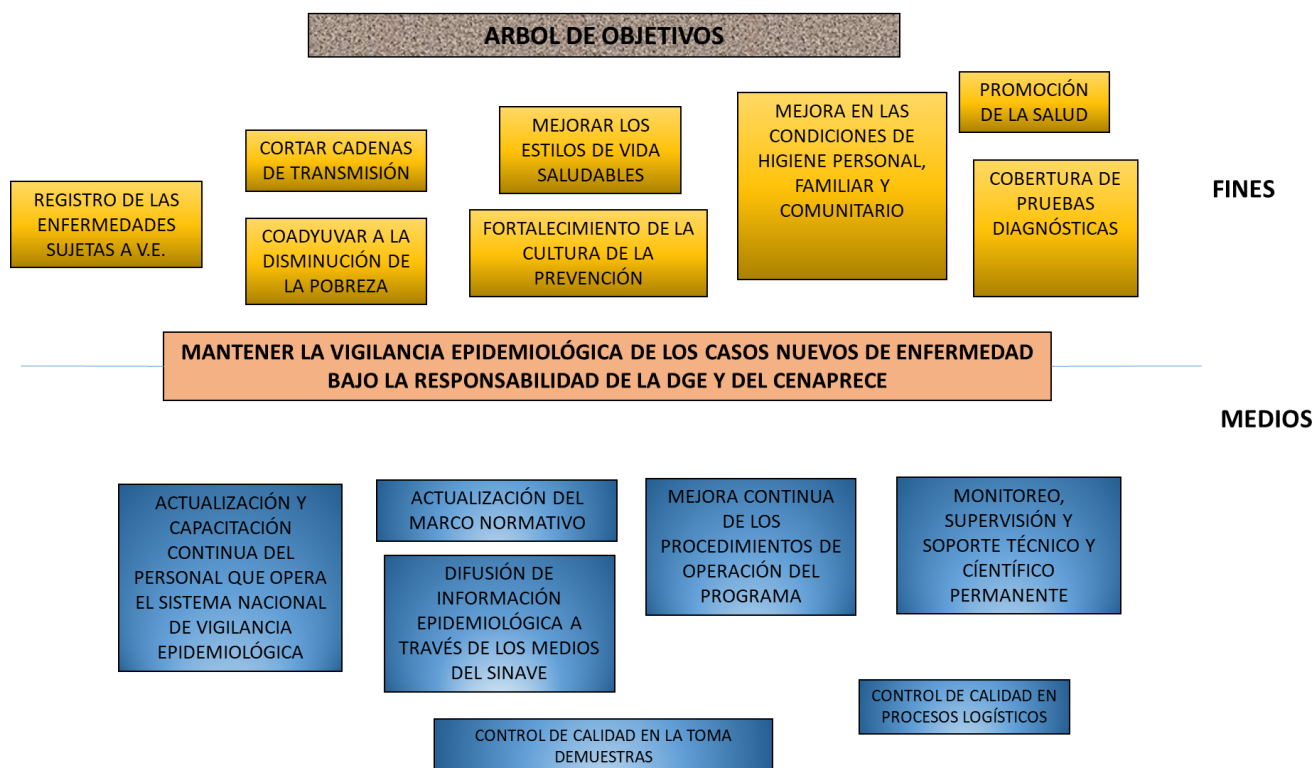 ARBOL DE OBJETIVOS
REGISTRO DE LAS
ENFERMEDADES
SUJETAS A V.E.
CORTAR CADENAS
DE TRANSMISIÓN
COADYUVAR A LA
DISMINUCIÓN DE
LA POBREZA
MEJORAR LOS
ESTILOS DE VIDA
SALUDABLES
FORTALECIMIENTO DE LA
CULTURA DE LA
PREVENCIÓN
MEJORA EN LAS
CONDICIONES DE
HIGIENE PERSONAL,
FAMILIAR Y
COMUNITARIO
PROMOCIÓN
DE LA SALUD
COBERTURA DE
PRUEBAS
DIAGNÓSTICAS
FINES
MANTENER LA VIGILANCIA EPIDEMIOLÓGICA DE LOS CASOS NUEVOS DE ENFERMEDAD
BAJO LA RESPONSABILIDAD DE LA DGE Y DEL CENAPRECE
MEDIOS
ACTUALIZACIÓN Y
CAPACITACIÓN
CONTINUA DEL
PERSONAL QUE OPERA
EL SISTEMA NACIONAL
DE VIGILANCIA
EPIDEMIOLÓGICA
ACTUALIZACIÓN DEL
MARCO NORMATIVO
DIFUSIÓN DE
INFORMACIÓN
EPIDEMIOLÓGICA A
TRAVÉS DE LOS MEDIOS
DEL SINAVE
MEJORA CONTINUA
DE LOS
PROCEDIMIENTOS DE
OPERACIÓN DEL
PROGRAMA
MONITOREO,
SUPERVISIÓN Y
SOPORTE TÉCNICO Y
CÍENTÍFICO
PERMANENTE
CONTROL DE CALIDAD EN
PROCESOS LOGÍSTICOS
CONTROL DE CALIDAD EN LA TOMA
DEMUESTRAS